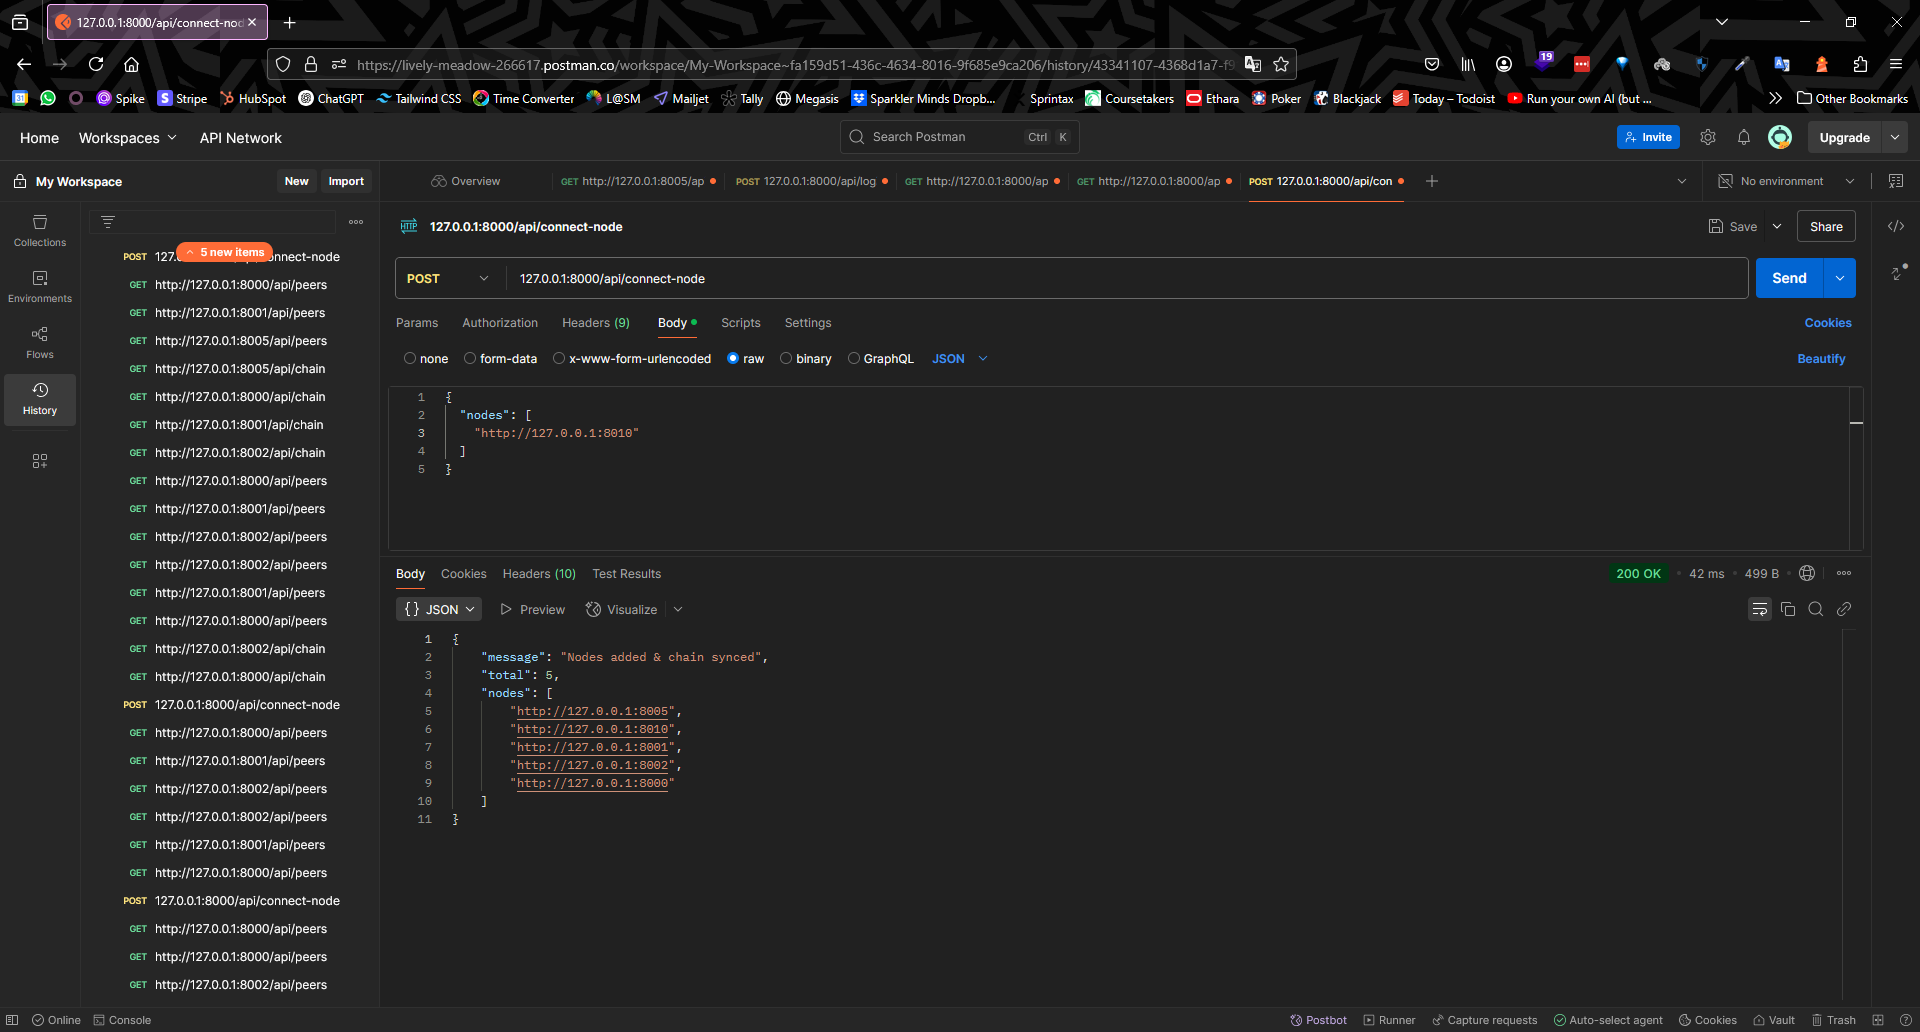 127.0.0.1:8000/api/connect-nod
https://lively-meadow-266617.postman.co/workspace/My-Workspace~fa159d51-436c-4634-8016-9f685e9ca206/history/43341107-4368d1a7-f9
19
Spike Stripe HubSpot ChatGPT Tailwind CSS Time Converter L@SM Mailjet Tally Megasis Sparkler Minds Dropb... Sprintax Coursetakers Ethara Poker Blackjack Today – Todoist Run your own AI (but ... Other Bookmarks
Home Workspaces API Network Search Postman Ctrl K Invite Upgrade
My Workspace New Import
Overview GET http://127.0.0.1:8005/ap POST 127.0.0.1:8000/api/log GET http://127.0.0.1:8000/ap GET http://127.0.0.1:8000/ap POST 127.0.0.1:8000/api/con No environment
Collections
Environments
Flows
History
5 new items
POST 127. onnect-node
GET http://127.0.0.1:8000/api/peers
GET http://127.0.0.1:8001/api/peers
GET http://127.0.0.1:8005/api/peers
GET http://127.0.0.1:8005/api/chain
GET http://127.0.0.1:8000/api/chain
GET http://127.0.0.1:8001/api/chain
GET http://127.0.0.1:8002/api/chain
GET http://127.0.0.1:8000/api/peers
GET http://127.0.0.1:8001/api/peers
GET http://127.0.0.1:8002/api/peers
GET http://127.0.0.1:8002/api/peers
GET http://127.0.0.1:8001/api/peers
GET http://127.0.0.1:8000/api/peers
GET http://127.0.0.1:8002/api/chain
GET http://127.0.0.1:8000/api/chain
POST 127.0.0.1:8000/api/connect-node
GET http://127.0.0.1:8000/api/peers
GET http://127.0.0.1:8001/api/peers
GET http://127.0.0.1:8002/api/peers
GET http://127.0.0.1:8002/api/peers
GET http://127.0.0.1:8001/api/peers
GET http://127.0.0.1:8000/api/peers
POST 127.0.0.1:8000/api/connect-node
GET http://127.0.0.1:8000/api/peers
GET http://127.0.0.1:8000/api/peers
GET http://127.0.0.1:8002/api/peers
HTTP 127.0.0.1:8000/api/connect-node Save Share
POST 127.0.0.1:8000/api/connect-node Send
Params Authorization Headers (9) Body Scripts Settings Cookies
none form-data x-www-form-urlencoded raw binary GraphQL JSON Beautify
1 {
2 "nodes": [
3 "http://127.0.0.1:8010"
4 ]
5 }
Body Cookies Headers (10) Test Results 200 OK 42 ms 499 B
{} JSON Preview Visualize
1 {
2 "message": "Nodes added & chain synced",
3 "total": 5,
4 "nodes": [
5 "http://127.0.0.1:8005",
6 "http://127.0.0.1:8010",
7 "http://127.0.0.1:8001",
8 "http://127.0.0.1:8002",
9 "http://127.0.0.1:8000"
10 ]
11 }
Online Console Postbot Runner Capture requests Auto-select agent Cookies Vault Trash